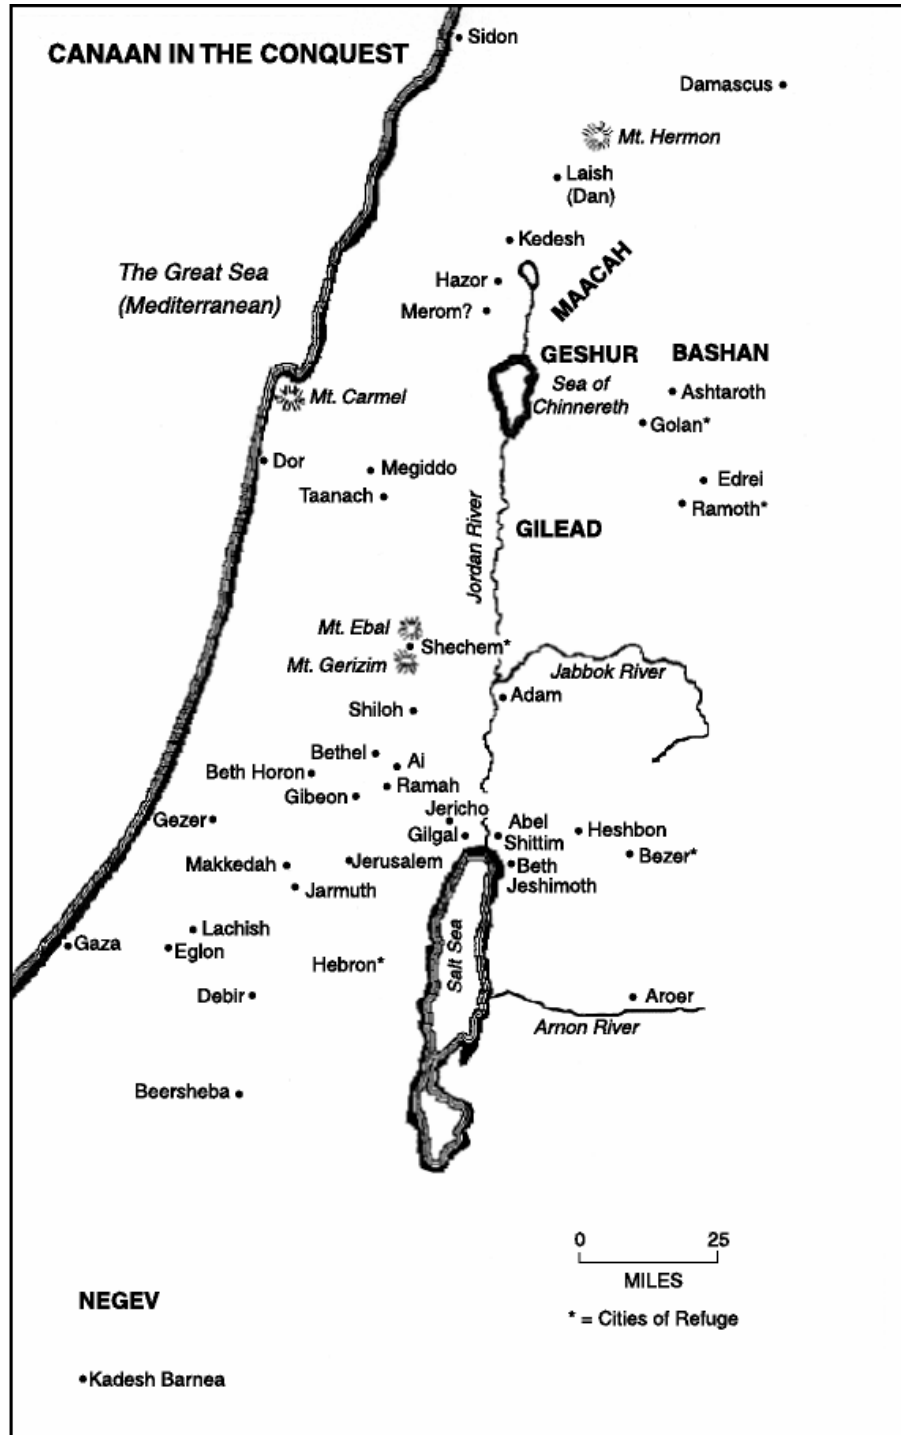 CANAAN IN THE CONQUEST
Sidon
Damascus
Mt. Hermon
Laish
(Dan)
Kedesh
The Great Sea
(Mediterranean)
Hazor
MAACAH
Merom?
GESHUR
BASHAN
Sea of
Chinnereth
Ashtaroth
Mt. Carmel
Golan*
Dor
Megiddo
Taanach
Edrei
Ramoth*
Jordan River
GILEAD
Mt. Ebal
Shechem*
Mt. Gerizim
Jabbok River
Adam
Shiloh
Bethel
Ai
Beth Horon
Ramah
Gibeon
Jericho
Gezer
Gilgal
Abel
Shittim
Heshbon
Bezer*
Makkedah
Jerusalem
Beth
Jeshimoth
Jarmuth
Lachish
Gaza
Eglon
Hebron*
Salt Sea
Debir
Aroer
Arnon River
Beersheba
0 25
MILES
* = Cities of Refuge
NEGEV
Kadesh Barnea